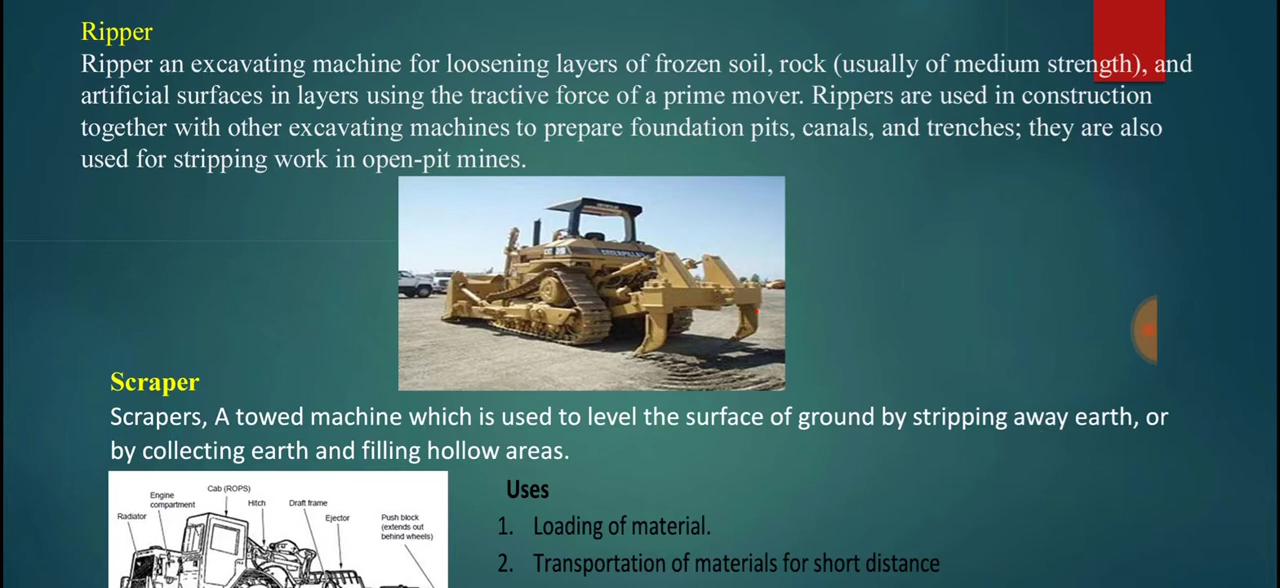 Ripper
Ripper an excavating machine for loosening layers of frozen soil, rock (usually of medium strength), and
artificial surfaces in layers using the tractive force of a prime mover. Rippers are used in construction
together with other excavating machines to prepare foundation pits, canals, and trenches; they are also
used for stripping work in open-pit mines.
CATERPILLAR
Scraper
Scrapers, A towed machine which is used to level the surface of ground by stripping away earth, or
by collecting earth and filling hollow areas.
Radiator
Engine
compartment
Cab (ROPS)
Hitch
Draft frame
Ejector
Push block
(extends out
behind wheels)
Uses
1. Loading of material.
2. Transportation of materials for short distance